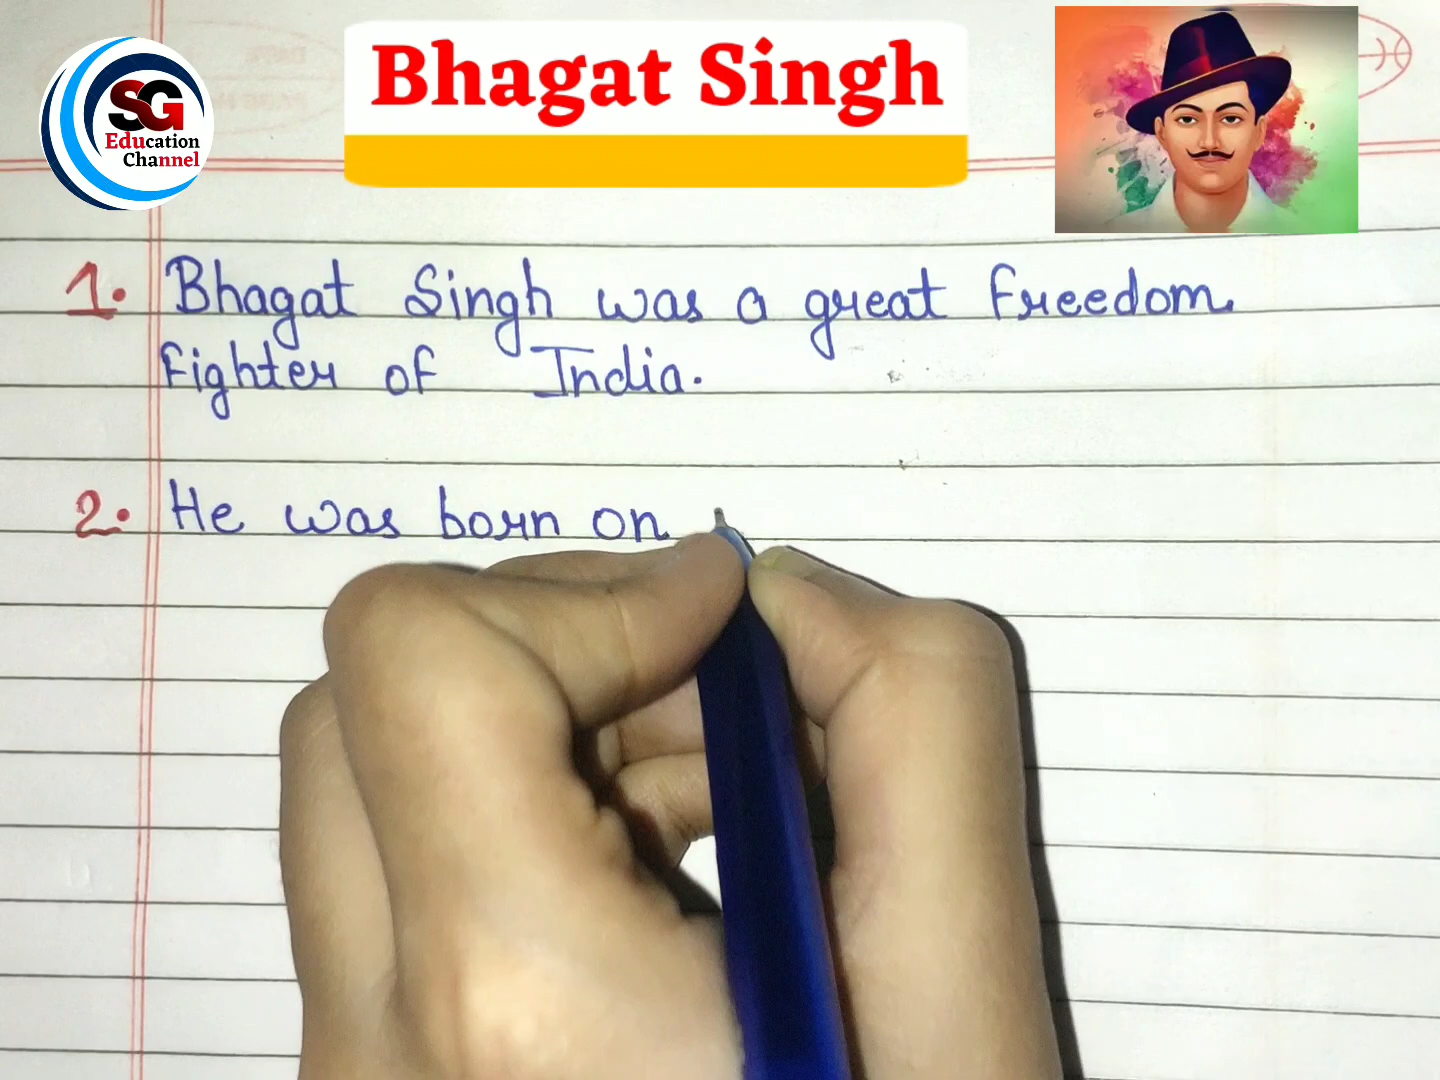 SG
Education
Channel
Bhagat Singh
1. Bhagat Singh was a great freedom
fighter of India.
2. He was born on